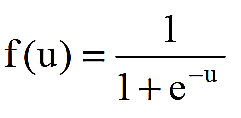 f(u) = 1 / (1 + e^-u)